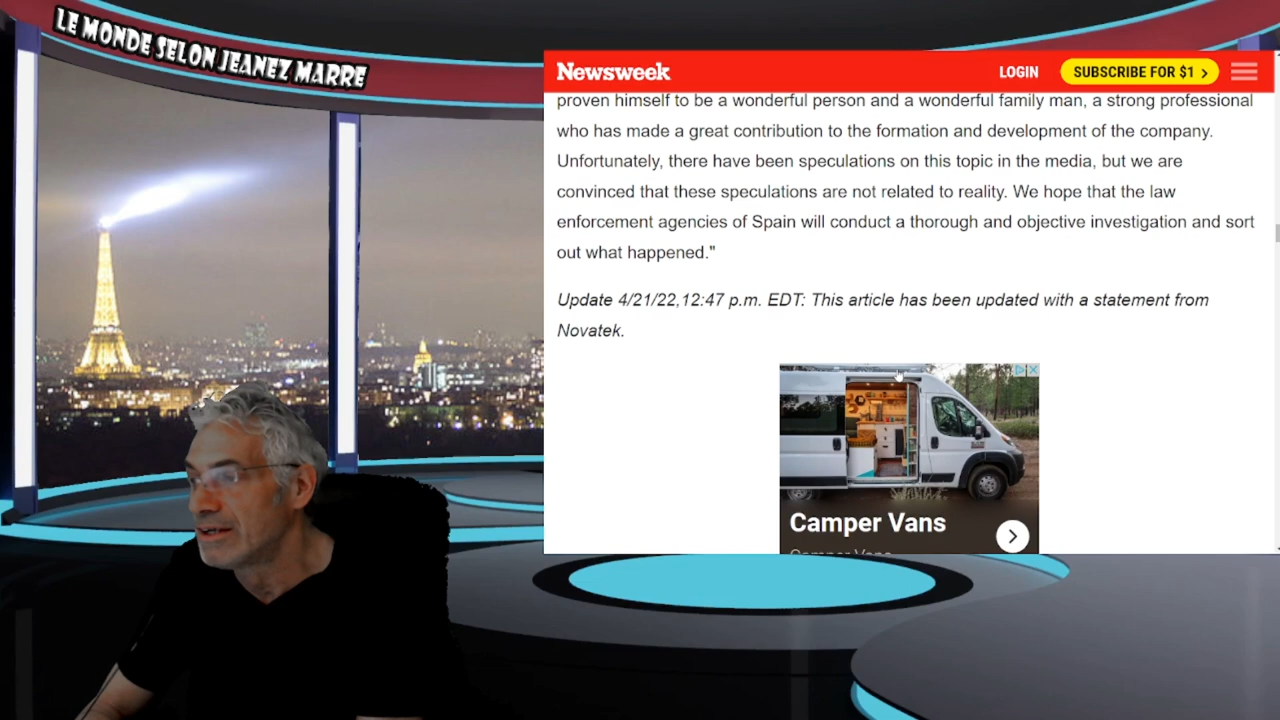 LE MONDE SELON JEANEZ MARRE
Newsweek
LOGIN
SUBSCRIBE FOR $1 >
proven himself to be a wonderful person and a wonderful family man, a strong professional
who has made a great contribution to the formation and development of the company.
Unfortunately, there have been speculations on this topic in the media, but we are
convinced that these speculations are not related to reality. We hope that the law
enforcement agencies of Spain will conduct a thorough and objective investigation and sort
out what happened."
Update 4/21/22,12:47 p.m. EDT: This article has been updated with a statement from
Novatek.
Camper Vans
Camper Vans